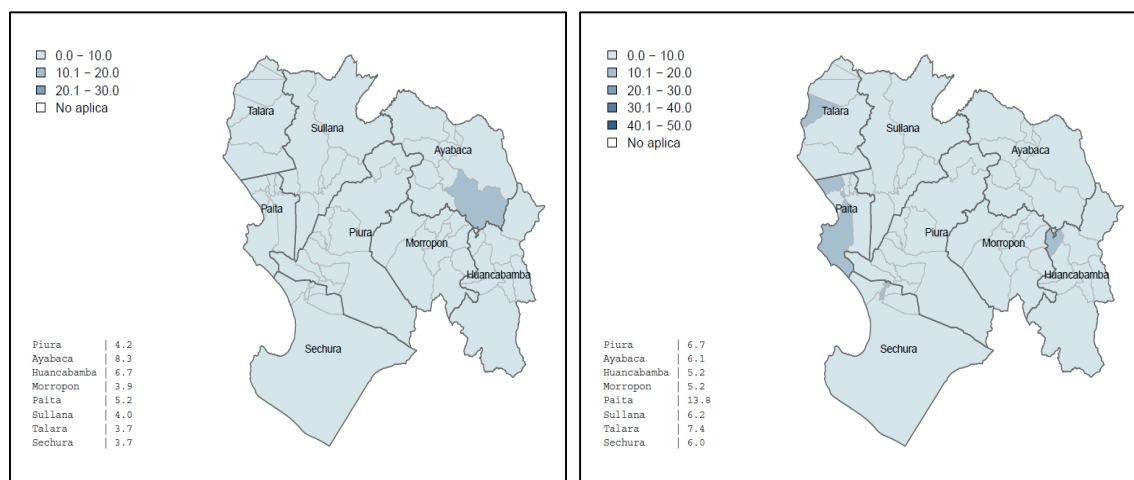 0.0 – 10.0
10.1 – 20.0
20.1 – 30.0
No aplica
Talara
Sullana
Ayabaca
Paita
Piura
Morropon
Huancabamba
Sechura
Piura | 4.2
Ayabaca | 8.3
Huancabamba | 6.7
Morropon | 3.9
Paita | 5.2
Sullana | 4.0
Talara | 3.7
Sechura | 3.7
0.0 – 10.0
10.1 – 20.0
20.1 – 30.0
30.1 – 40.0
40.1 – 50.0
No aplica
Talara
Sullana
Ayabaca
Paita
Piura
Morropon
Huancabamba
Sechura
Piura | 6.7
Ayabaca | 6.1
Huancabamba | 5.2
Morropon | 5.2
Paita | 13.8
Sullana | 6.2
Talara | 7.4
Sechura | 6.0